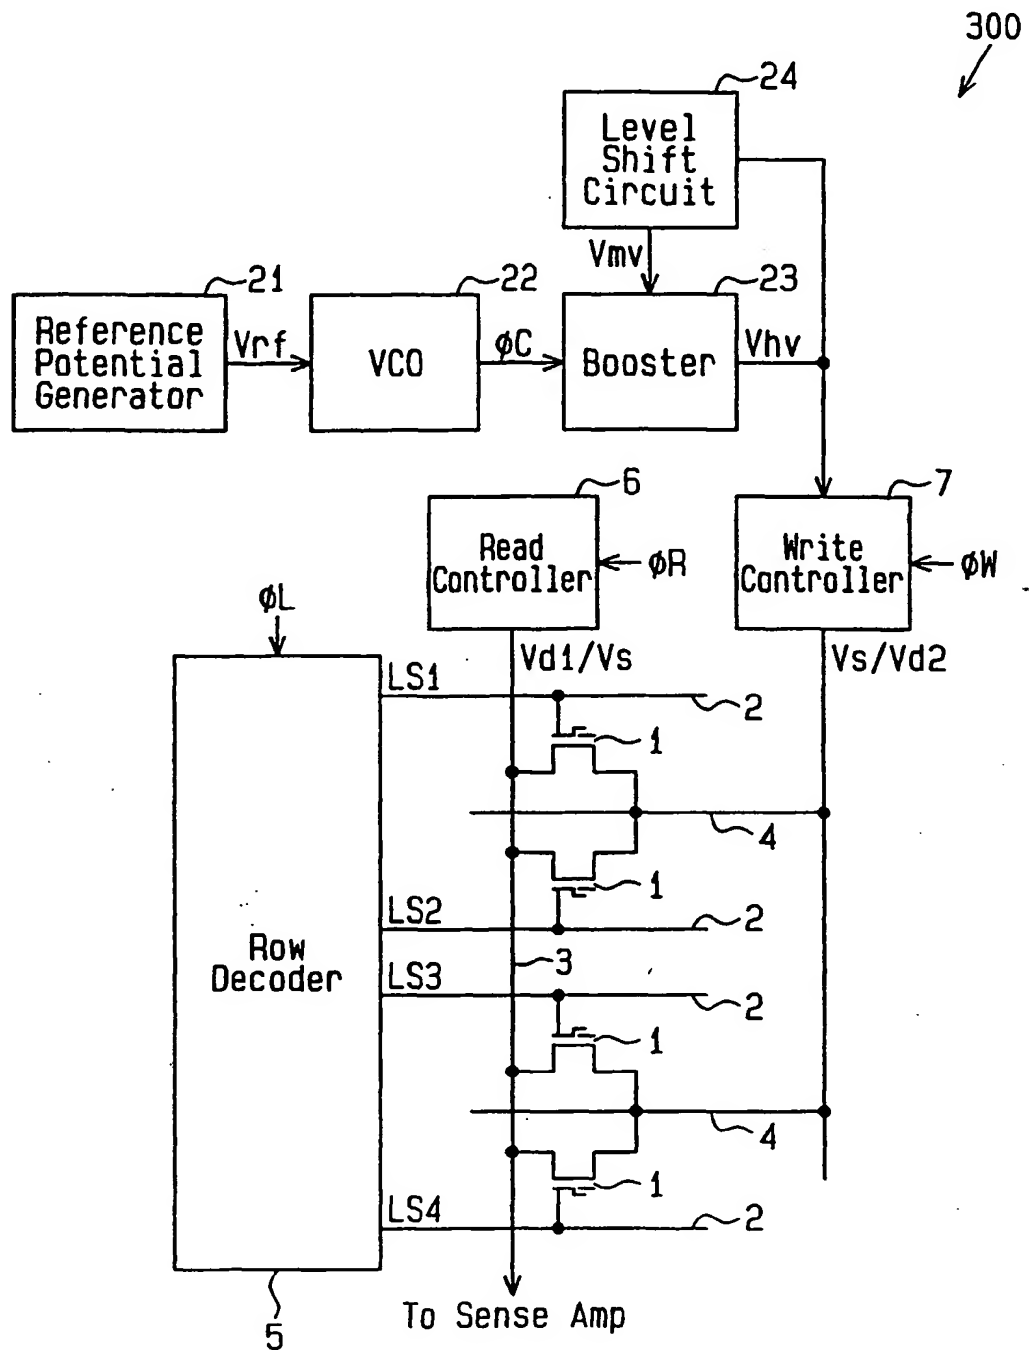 300
24
Level
Shift
Circuit
Vmv
21
22
23
Reference
Potential
Generator
Vrf
VCO
φC
Booster
Vhv
6
7
Read
Controller
φR
Write
Controller
φW
φL
Vd1/Vs
Vs/Vd2
LS1
2
1
4
1
LS2
2
Row
Decoder
3
LS3
2
1
4
1
LS4
2
To Sense Amp
5